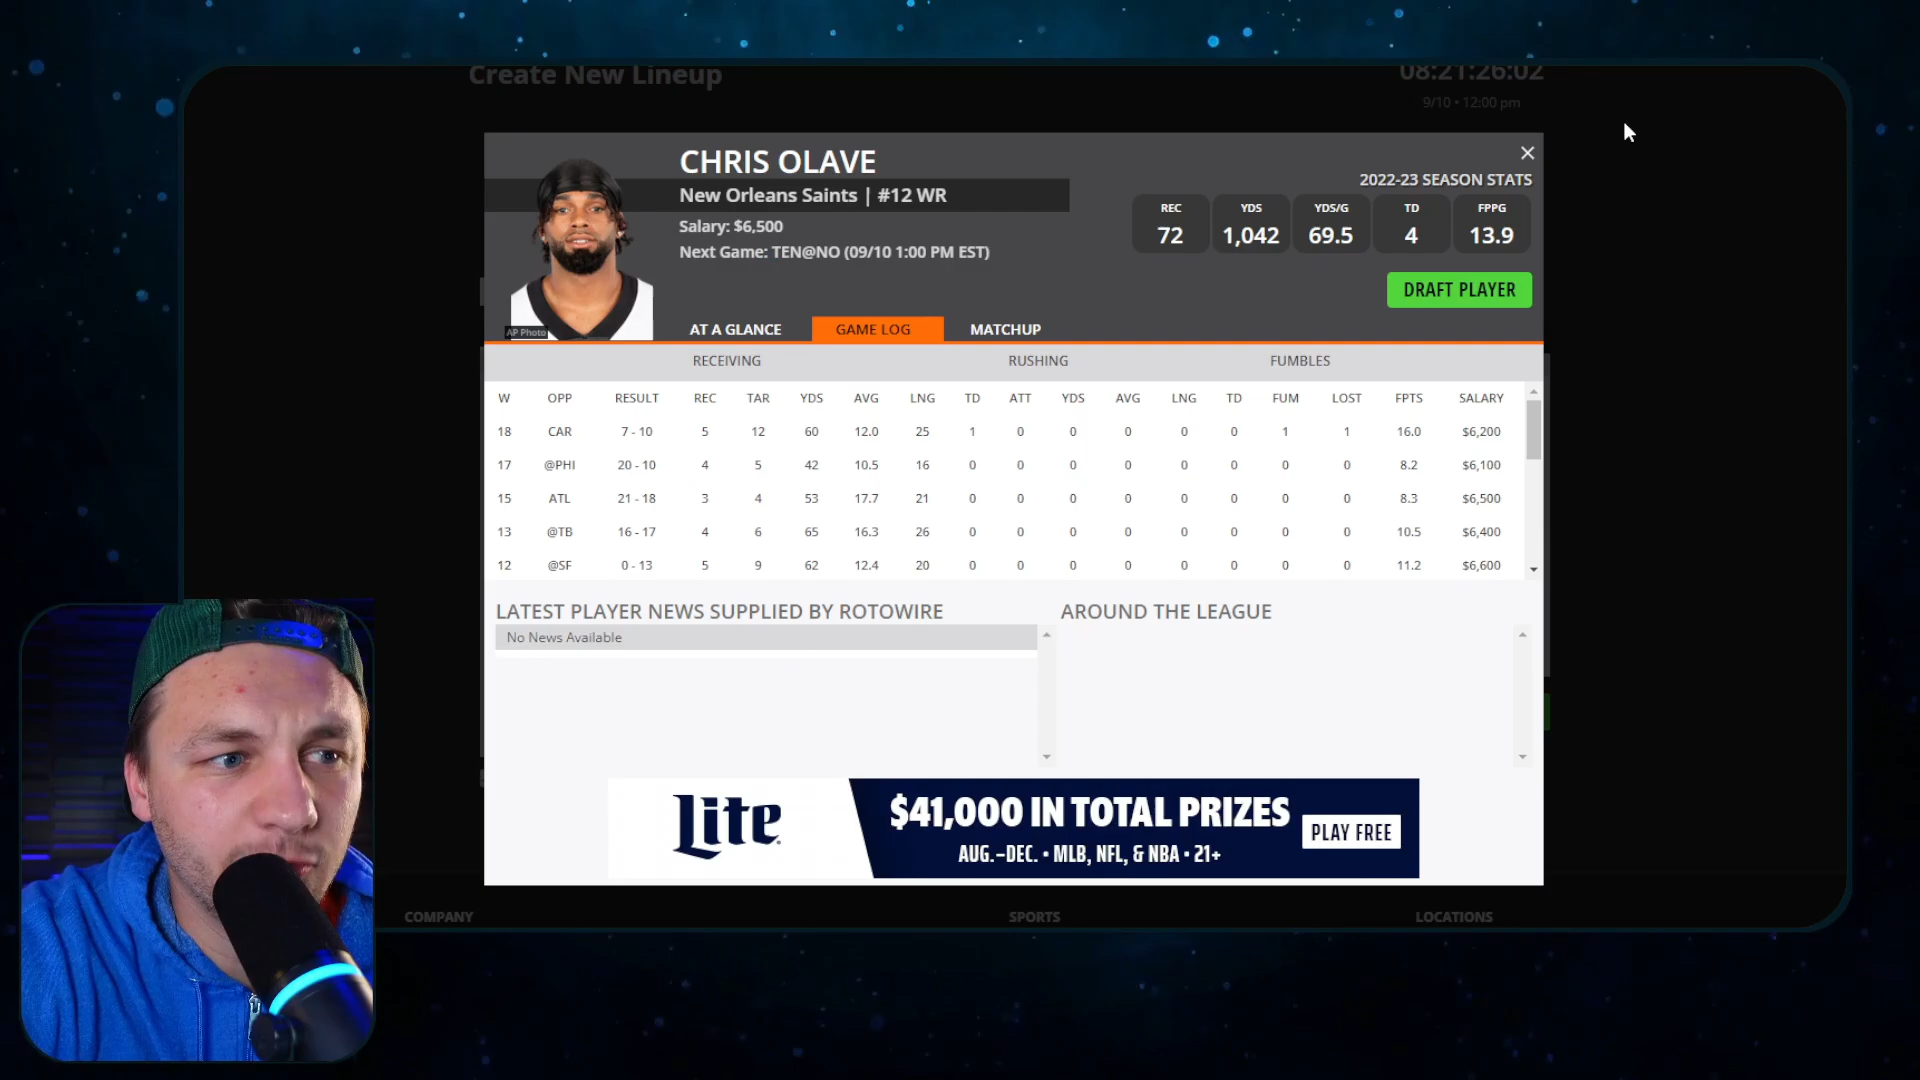 Create New Lineup
08:21:26:02
9/10 • 12:00 pm
CHRIS OLAVE
New Orleans Saints | #12 WR
Salary: $6,500
Next Game: TEN@NO (09/10 1:00 PM EST)
AP Photo
2022-23 SEASON STATS
REC YDS YDS/G TD FPPG
72 1,042 69.5 4 13.9
DRAFT PLAYER
AT A GLANCE GAME LOG MATCHUP
RECEIVING RUSHING FUMBLES
W OPP RESULT REC TAR YDS AVG LNG TD ATT YDS AVG LNG TD FUM LOST FPTS SALARY
18 CAR 7 - 10 5 12 60 12.0 25 1 0 0 0 0 0 1 1 16.0 $6,200
17 @PHI 20 - 10 4 5 42 10.5 16 0 0 0 0 0 0 0 0 8.2 $6,100
15 ATL 21 - 18 3 4 53 17.7 21 0 0 0 0 0 0 0 0 8.3 $6,500
13 @TB 16 - 17 4 6 65 16.3 26 0 0 0 0 0 0 0 0 10.5 $6,400
12 @SF 0 - 13 5 9 62 12.4 20 0 0 0 0 0 0 0 0 11.2 $6,600
LATEST PLAYER NEWS SUPPLIED BY ROTOWIRE
No News Available
AROUND THE LEAGUE
Lite
$41,000 IN TOTAL PRIZES
AUG.–DEC. • MLB, NFL, & NBA • 21+
PLAY FREE
COMPANY SPORTS LOCATIONS